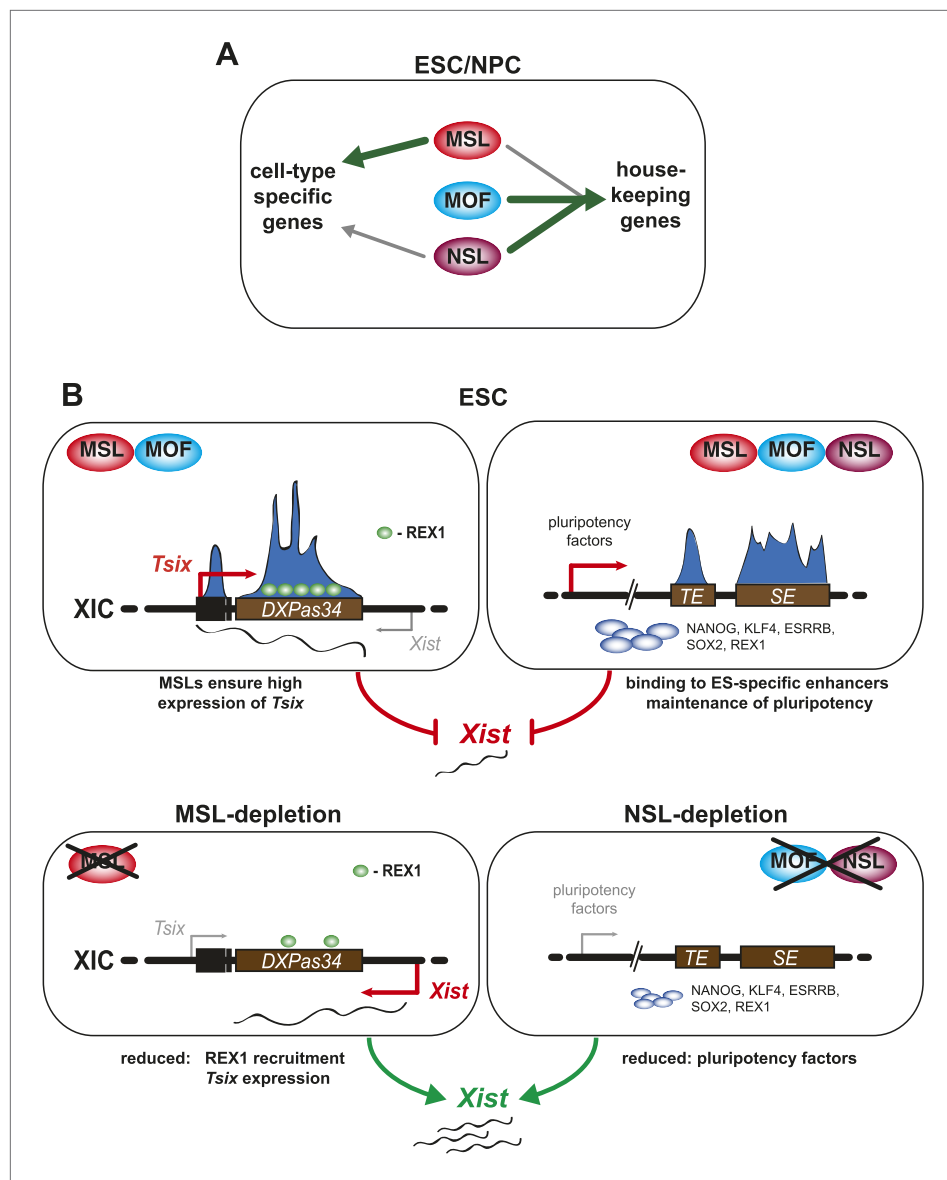 A
ESC/NPC
MSL
cell-type
specific
genes
MOF
house-
keeping
genes
NSL
B
ESC
MSL MOF
- REX1
Tsix
XIC
DXPas34
Xist
MSLs ensure high
expression of Tsix
MSL MOF NSL
pluripotency
factors
TE
SE
NANOG, KLF4, ESRRB,
SOX2, REX1
binding to ES-specific enhancers
maintenance of pluripotency
Xist
MSL-depletion
MSL
- REX1
Tsix
XIC
DXPas34
Xist
reduced: REX1 recruitment
Tsix expression
NSL-depletion
MOF NSL
pluripotency
factors
TE
SE
NANOG, KLF4, ESRRB,
SOX2, REX1
reduced: pluripotency factors
Xist